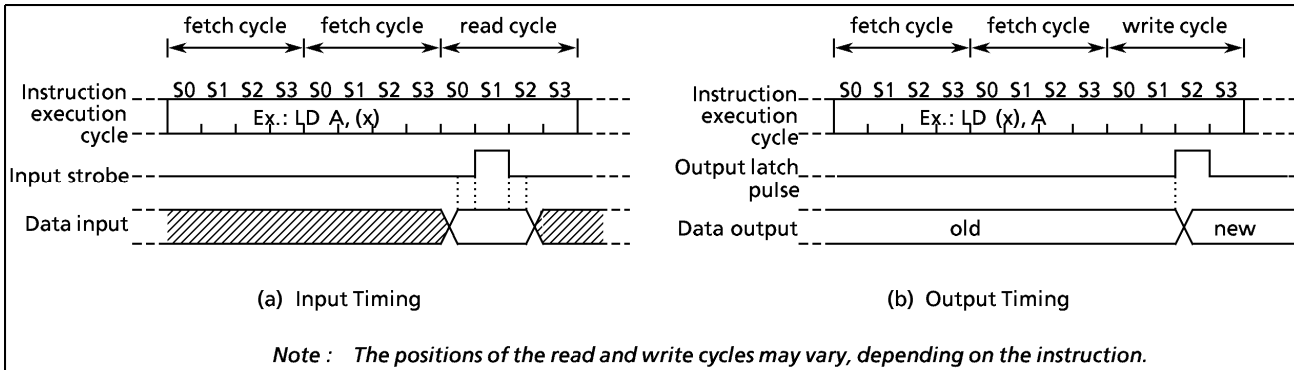 fetch cycle fetch cycle read cycle
S0 S1 S2 S3 S0 S1 S2 S3 S0 S1 S2 S3
Instruction
execution
cycle
Ex.: LD A, (x)
Input strobe
Data input
(a) Input Timing
fetch cycle fetch cycle write cycle
S0 S1 S2 S3 S0 S1 S2 S3 S0 S1 S2 S3
Instruction
execution
cycle
Ex.: LD (x), A
Output latch
pulse
Data output
old
new
(b) Output Timing
Note : The positions of the read and write cycles may vary, depending on the instruction.